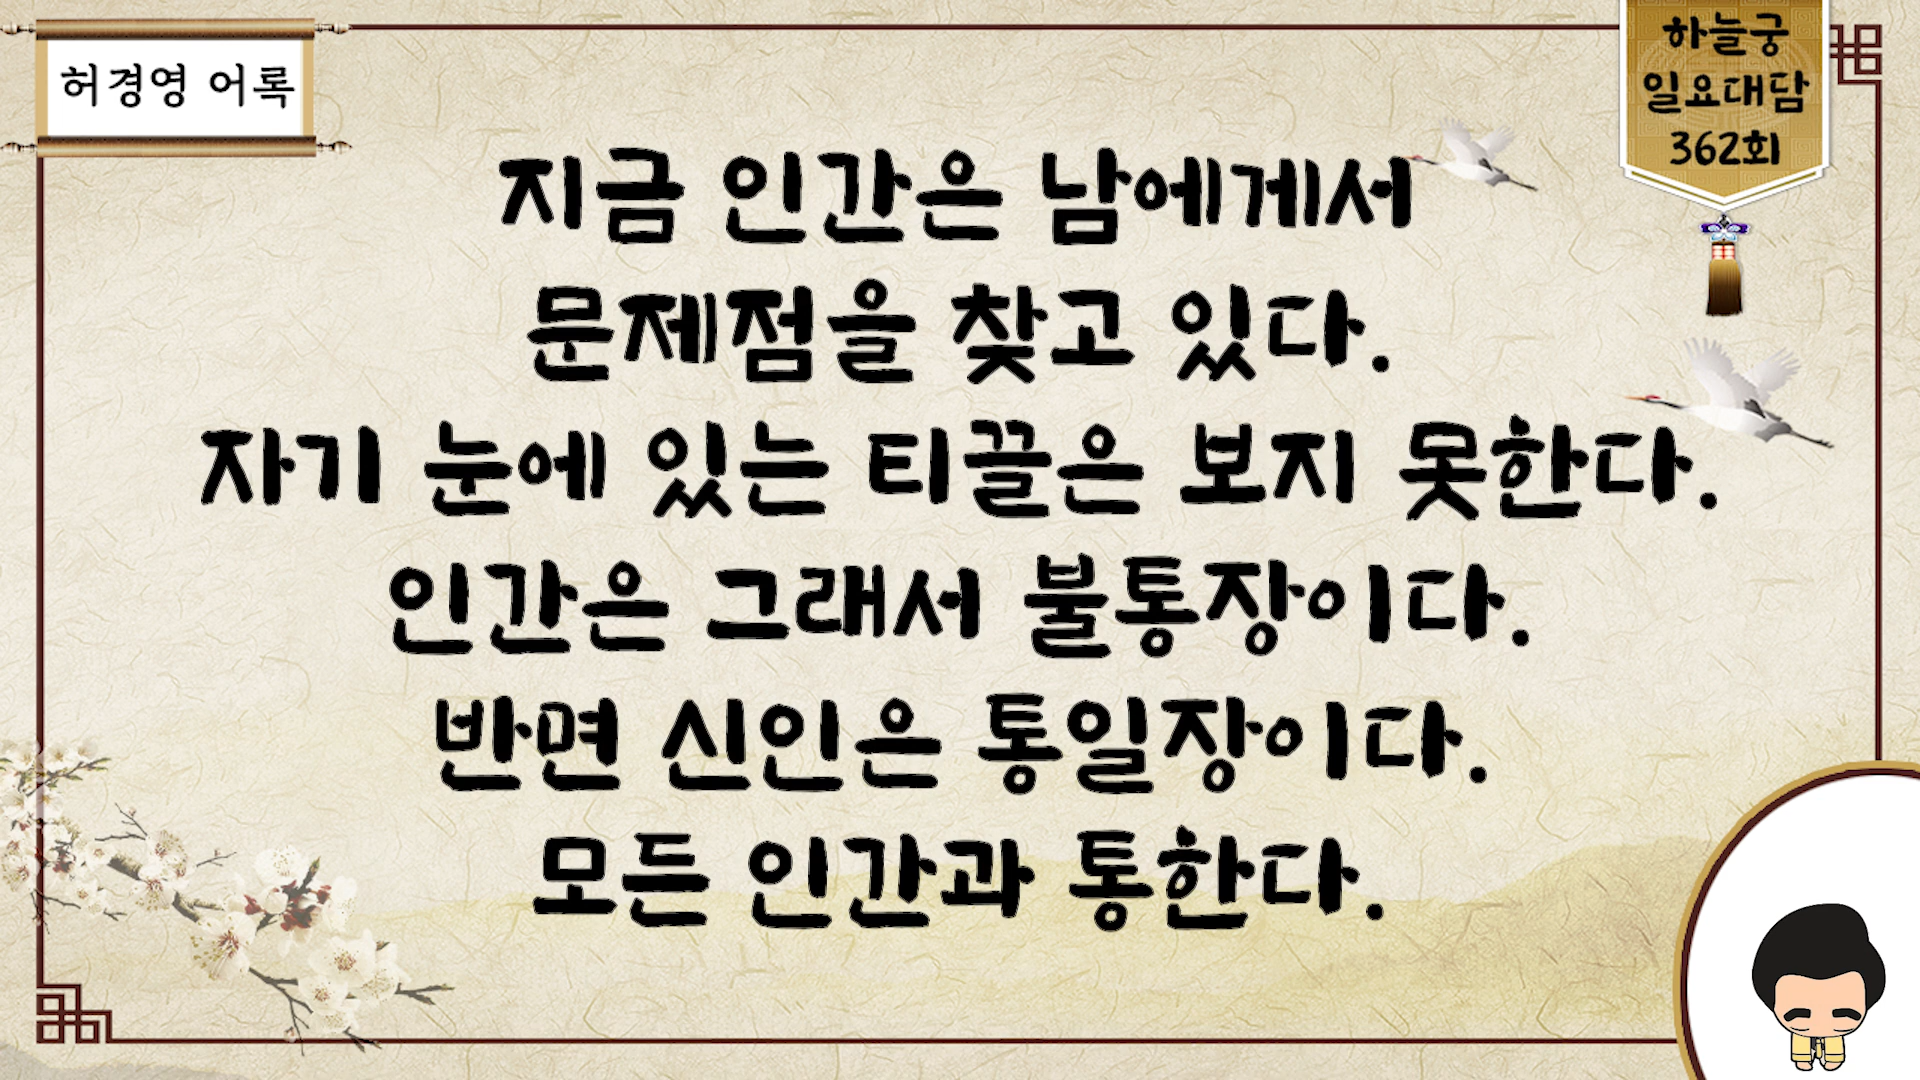 허경영 어록
하늘궁
일요대담
362회
지금 인간은 남에게서
문제점을 찾고 있다.
자기 눈에 있는 티끌은 보지 못한다.
인간은 그래서 불통장이다.
반면 신인은 통일장이다.
모든 인간과 통한다.